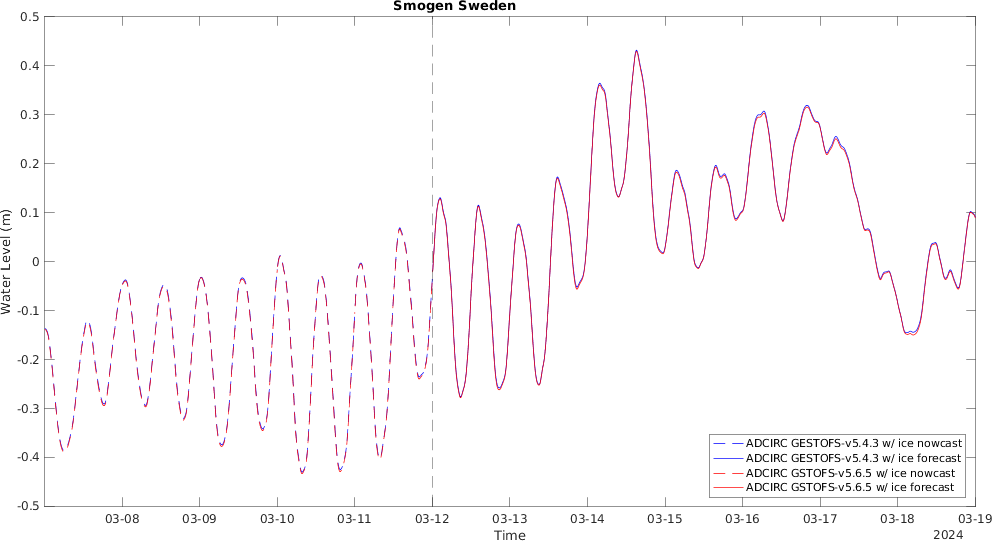 Smogen Sweden
Water Level (m)
0.5
0.4
0.3
0.2
0.1
0
-0.1
-0.2
-0.3
-0.4
-0.5
ADCIRC GESTOFS-v5.4.3 w/ ice nowcast
ADCIRC GESTOFS-v5.4.3 w/ ice forecast
ADCIRC GSTOFS-v5.6.5 w/ ice nowcast
ADCIRC GSTOFS-v5.6.5 w/ ice forecast
03-08 03-09 03-10 03-11 03-12 03-13 03-14 03-15 03-16 03-17 03-18 03-19
Time
2024